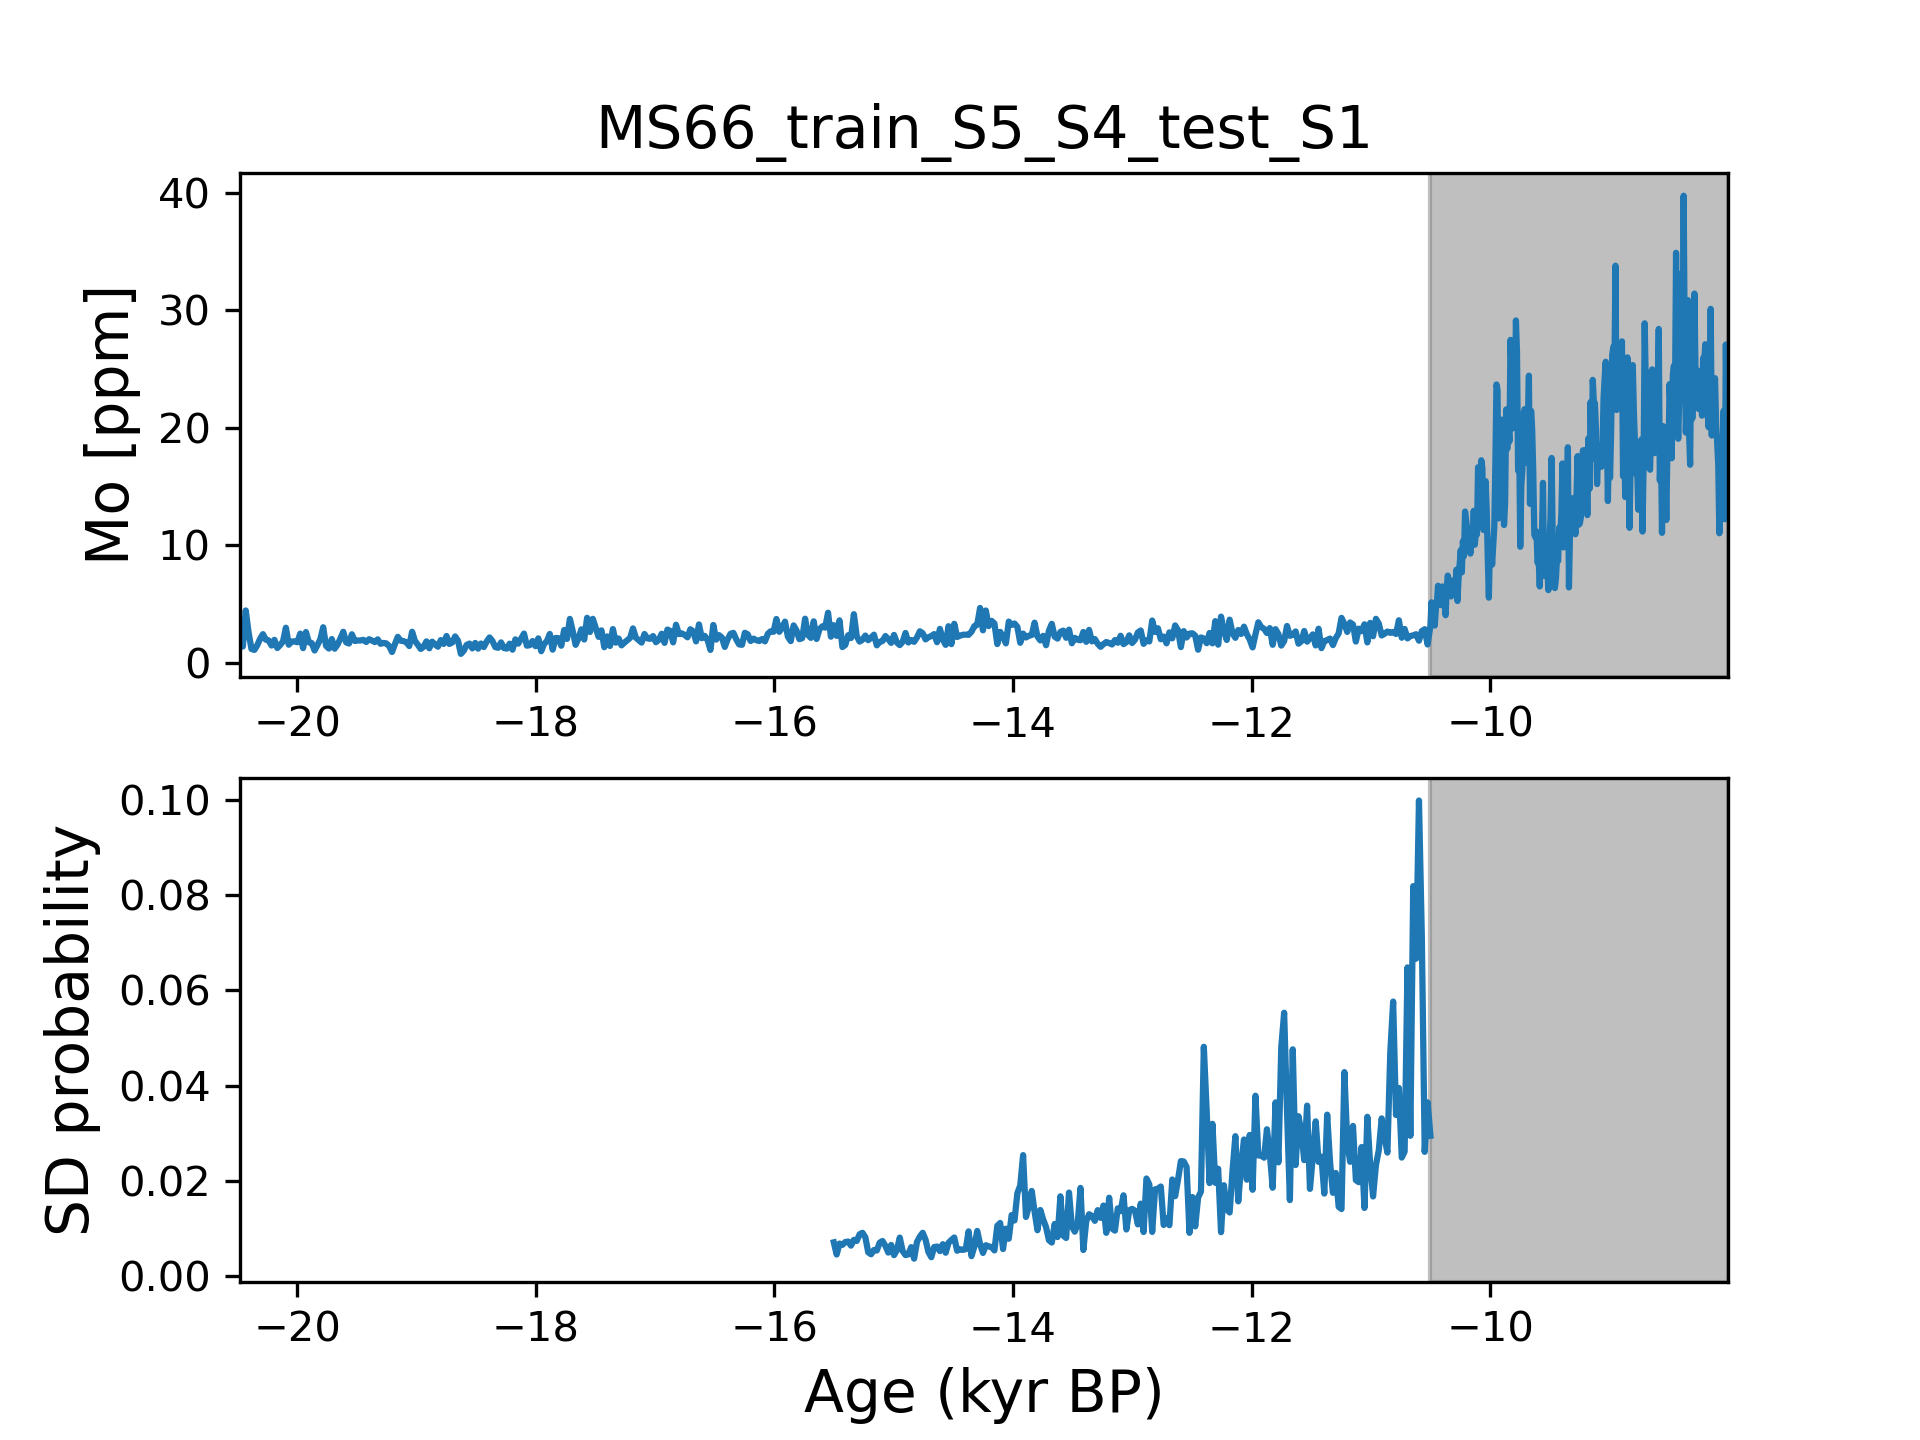 MS66_train_S5_S4_test_S1
Mo [ppm]
40
30
20
10
0
−20 −18 −16 −14 −12 −10
SD probability
0.10
0.08
0.06
0.04
0.02
0.00
−20 −18 −16 −14 −12 −10
Age (kyr BP)